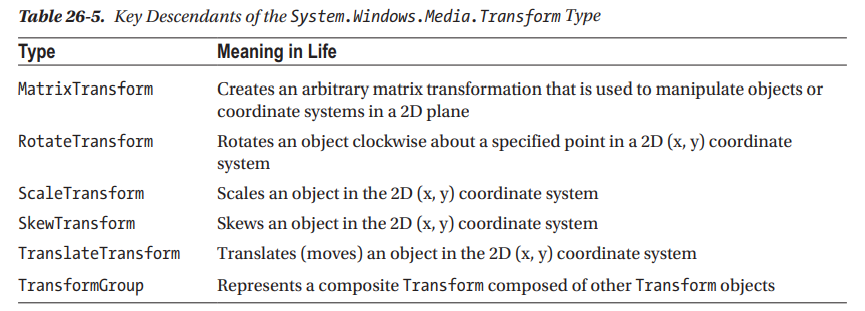 Table 26-5. Key Descendants of the System.Windows.Media.Transform Type
Type Meaning in Life
MatrixTransform Creates an arbitrary matrix transformation that is used to manipulate objects or
coordinate systems in a 2D plane
RotateTransform Rotates an object clockwise about a specified point in a 2D (x, y) coordinate
system
ScaleTransform Scales an object in the 2D (x, y) coordinate system
SkewTransform Skews an object in the 2D (x, y) coordinate system
TranslateTransform Translates (moves) an object in the 2D (x, y) coordinate system
TransformGroup Represents a composite Transform composed of other Transform objects